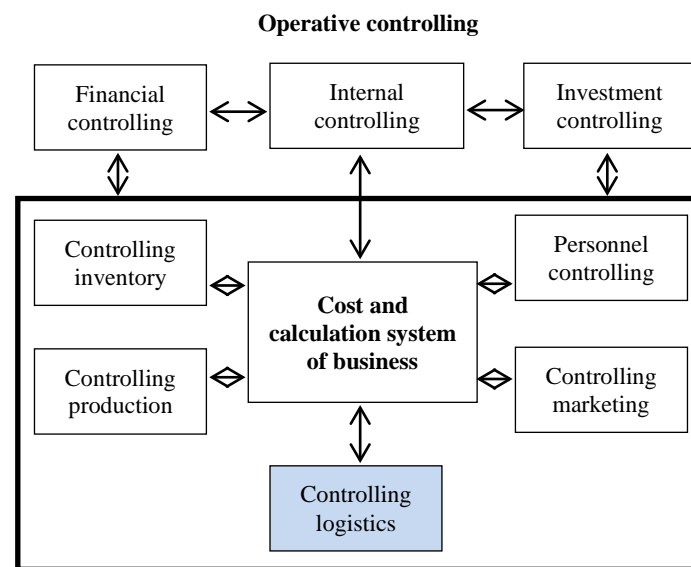 Operative controlling
Financial
controlling
Internal
controlling
Investment
controlling
Controlling
inventory
Personnel
controlling
Cost and
calculation system
of business
Controlling
production
Controlling
marketing
Controlling
logistics